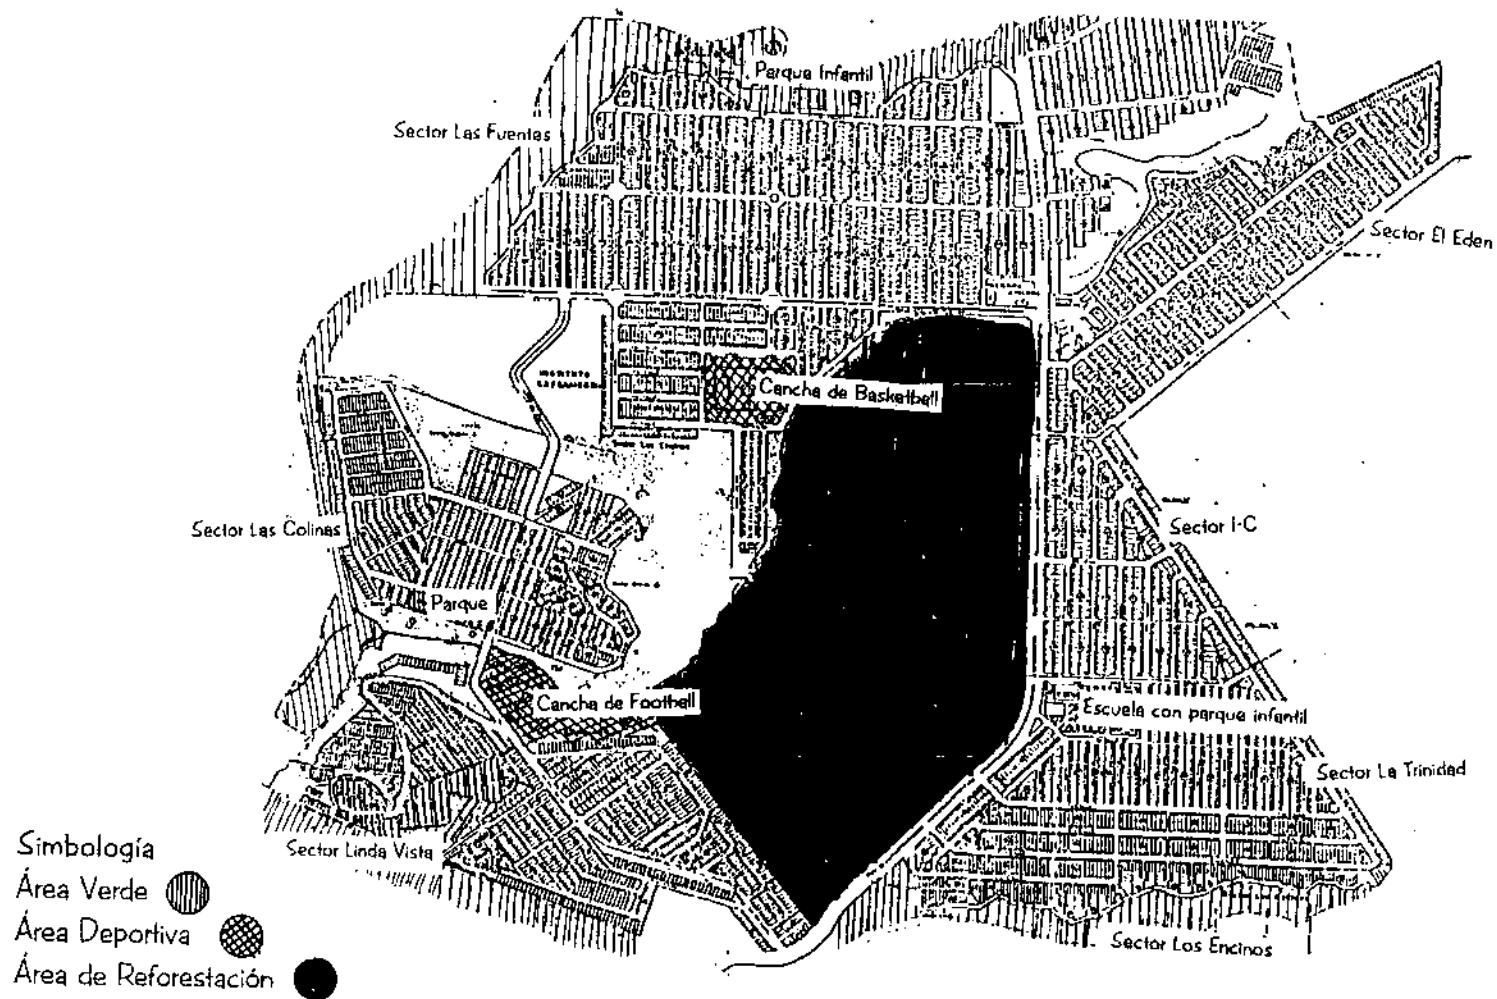 Parque Infantil
Sector Las Fuentes
Sector El Eden
Cancha de Basketball
Sector Las Colinas
Sector I-C
Parque
Cancha de Football
Escuela con parque infantil
Sector La Trinidad
Sector Linda Vista
Sector Los Encinos
Simbología
Área Verde
Área Deportiva
Área de Reforestación